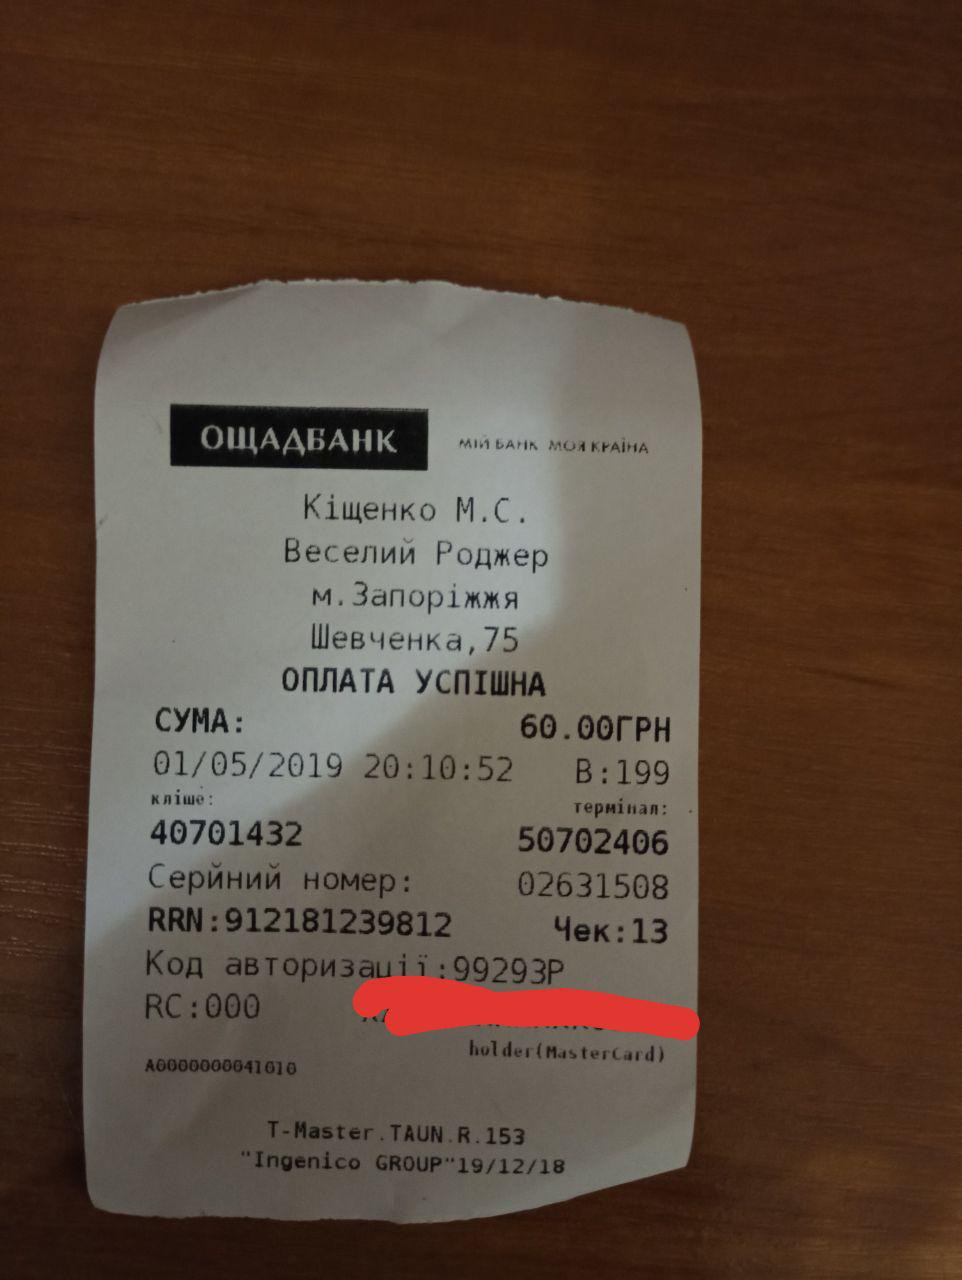 ОЩАДБАНК МІЙ БАНК МОЯ КРАЇНА
Кіщенко М.С.
Веселий Роджер
м.Запоріжжя
Шевченка,75
ОПЛАТА УСПІШНА
СУМА: 60.00ГРН
01/05/2019 20:10:52 В:199
кліше: термінал:
40701432 50702406
Серйний номер: 02631508
RRN:912181239812 Чек:13
Код авторизації:99293P
RC:000
holder(MasterCard)
A0000000041010
T-Master.TAUN.R.153
"Ingenico GROUP"19/12/18